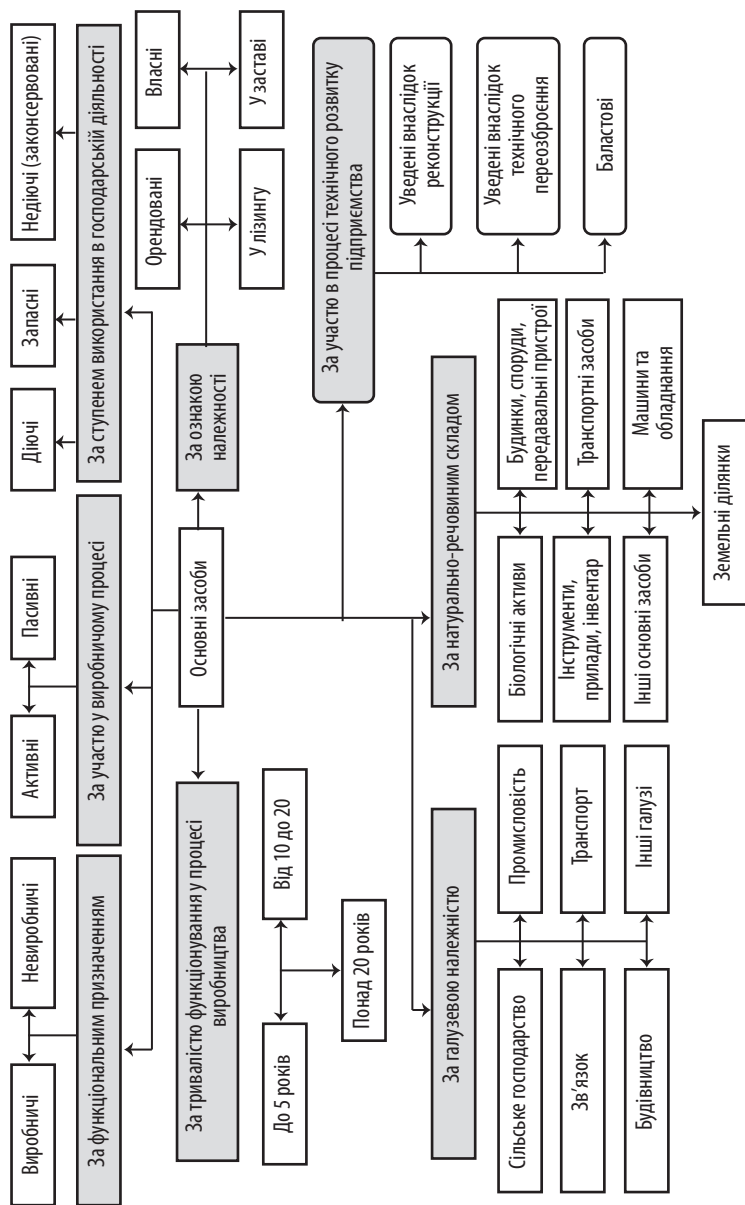 Виробничі
Невиробничі
Активні
Пасивні
Діючі
Запасні
Недіючі (законсервовані)
За функціональним призначенням
За участю у виробничому процесі
За ступенем використання в господарській діяльності
За тривалістю функціонування у процесі
виробництва
Основні засоби
За ознакою
належності
Орендовані
Власні
У лізингу
У заставі
До 5 років
Від 10 до 20
Понад 20 років
За участю в процесі технічного розвитку
підприємства
Уведені внаслідок
реконструкції
Уведені внаслідок
технічного
переозброєння
Баластові
За галузевою належністю
Сільське господарство
Промисловість
Зв’язок
Транспорт
Будівництво
Інші галузі
За натурально-речовиним складом
Біологічні активи
Будинки, споруди,
передавальні пристрої
Інструменти,
прилади, інвентар
Транспортні засоби
Інші основні засоби
Машини та
обладнання
Земельні ділянки